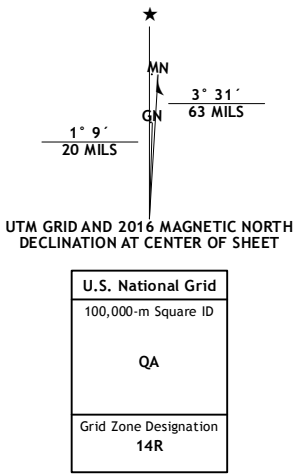 MN
3° 31´
63 MILS
GN
1° 9´
20 MILS
UTM GRID AND 2016 MAGNETIC NORTH
DECLINATION AT CENTER OF SHEET
U.S. National Grid
100,000-m Square ID
QA
Grid Zone Designation
14R